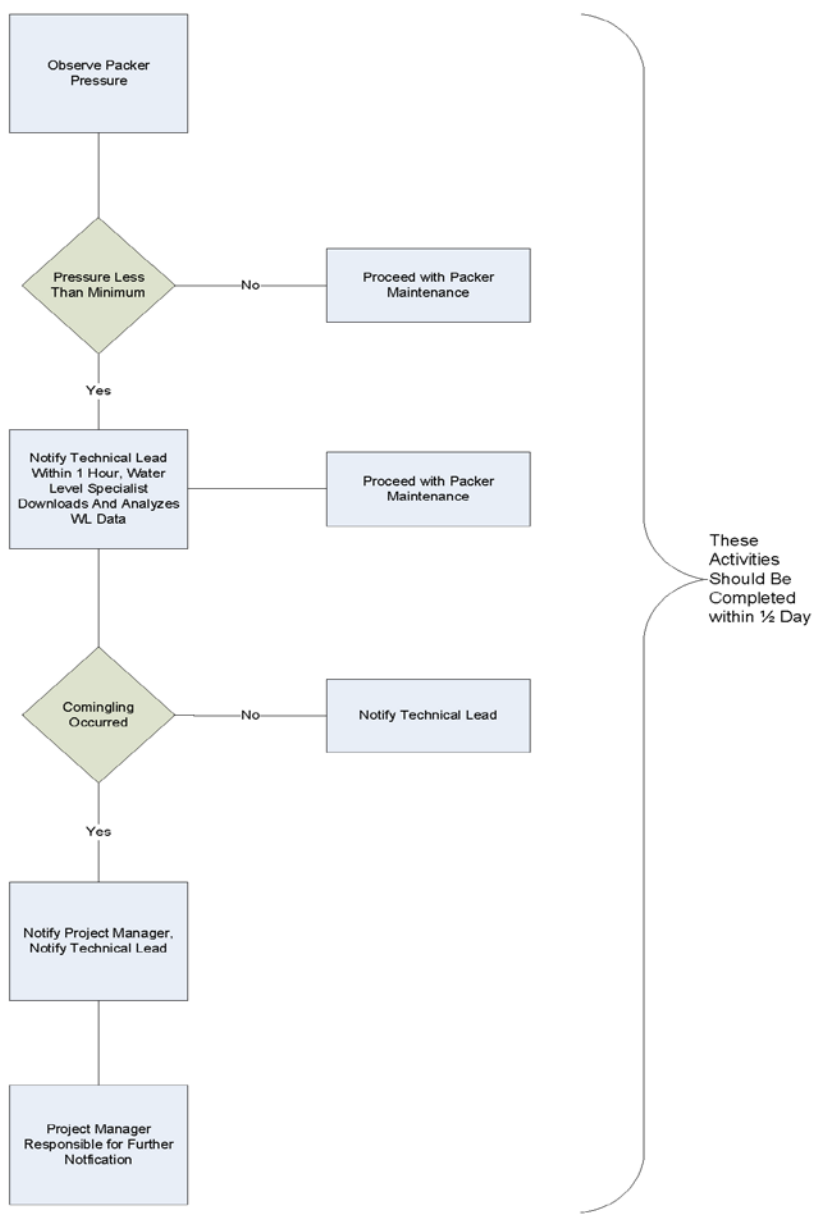 Observe Packer
Pressure
Pressure Less
Than Minimum
No
Proceed with Packer
Maintenance
Yes
Notify Technical Lead
Within 1 Hour, Water
Level Specialist
Downloads And Analyzes
WL Data
Proceed with Packer
Maintenance
These
Activities
Should Be
Completed
within ½ Day
Comingling
Occurred
No
Notify Technical Lead
Yes
Notify Project Manager,
Notify Technical Lead
Project Manager
Responsible for Further
Notfication